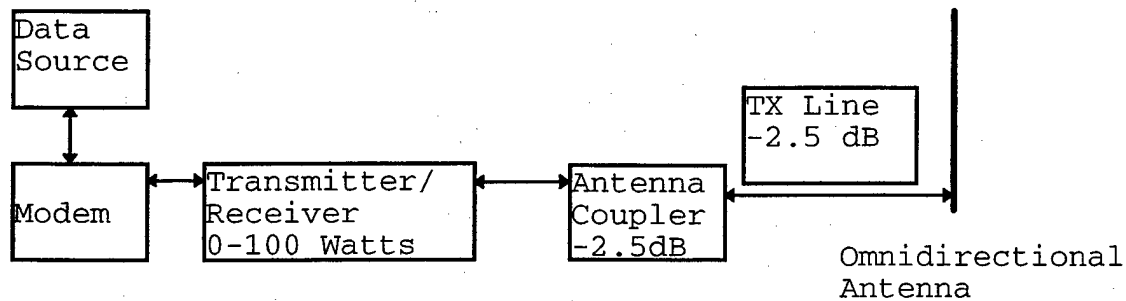 Data
Source
TX Line
-2.5 dB
Modem
Transmitter/
Receiver
0-100 Watts
Antenna
Coupler
-2.5dB
Omnidirectional
Antenna